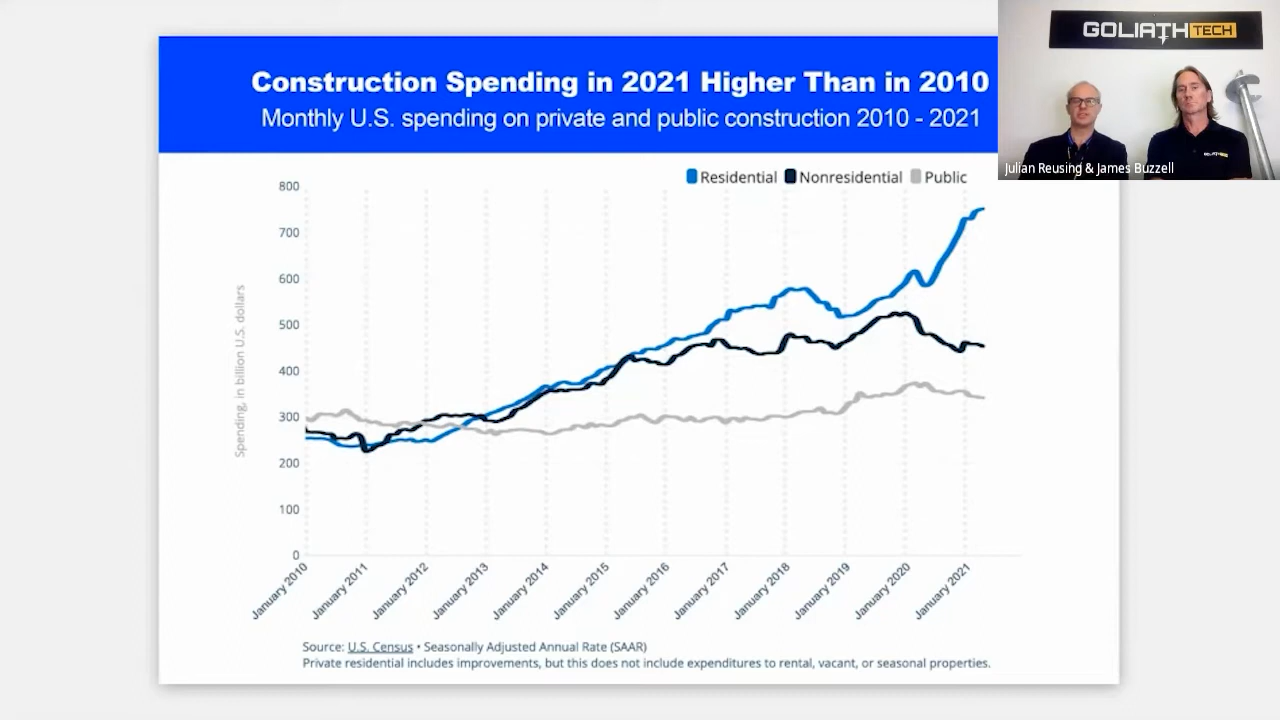 Construction Spending in 2021 Higher Than in 2010
Monthly U.S. spending on private and public construction 2010 - 2021
GOLIATH TECH
Julian Reusing & James Buzzell
GOLIATH TECH
Residential Nonresidential Public
800
700
600
500
400
300
200
100
0
Spending, in billion U.S. dollars
January 2010
January 2011
January 2012
January 2013
January 2014
January 2015
January 2016
January 2017
January 2018
January 2019
January 2020
January 2021
Source: U.S. Census • Seasonally Adjusted Annual Rate (SAAR)
Private residential includes improvements, but this does not include expenditures to rental, vacant, or seasonal properties.